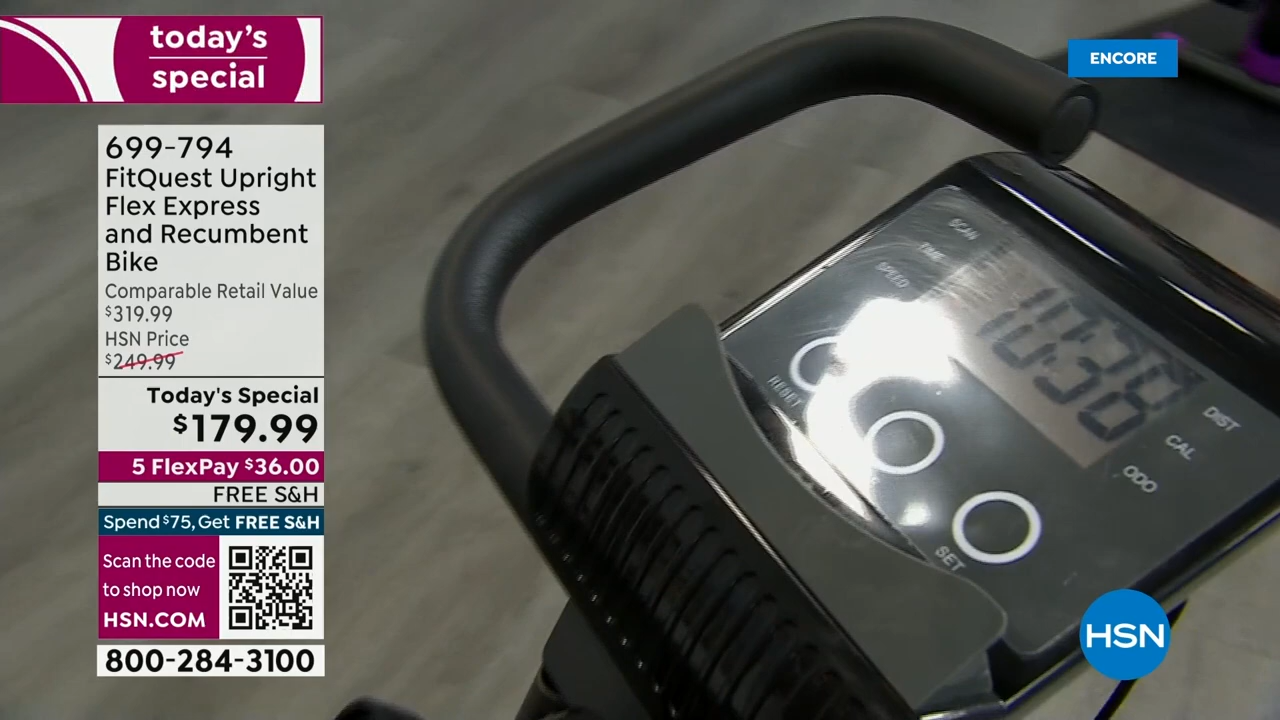 today's
special
ENCORE
699-794
FitQuest Upright
Flex Express
and Recumbent
Bike
Comparable Retail Value
$319.99
HSN Price
$249.99
Today's Special
$179.99
5 FlexPay $36.00
FREE S&H
Spend $75, Get FREE S&H
Scan the code
to shop now
HSN.COM
800-284-3100
SCAN
TIME
SPEED
RESET
SET
DIST
CAL
ODO
HSN